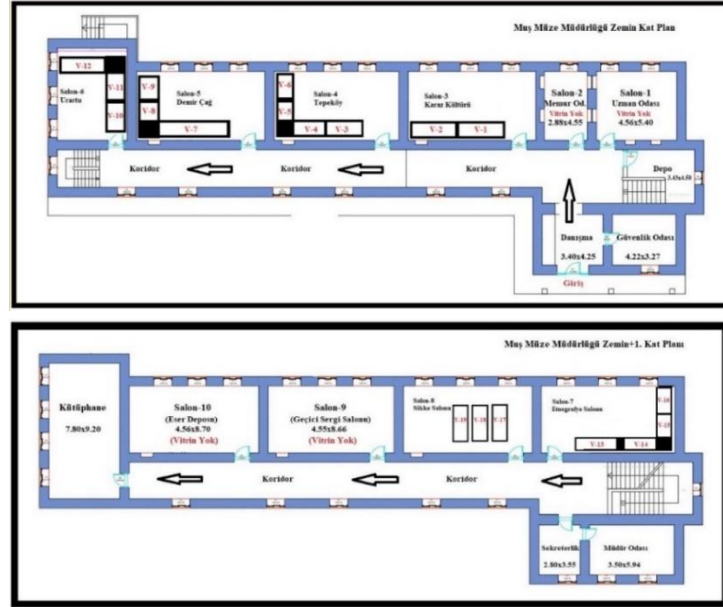 Muş Müze Müdürlüğü Zemin Kat Plan
V-12
Salon-6
Urartu
V-11
V-10
Salon-5
Demir Çağ
V-9
V-8
V-7
Salon-4
Tepeköy
V-6
V-5
V-4
V-3
Salon-3
Karaz Kültürü
V-2
V-1
Salon-2
Memur Od.
Vitrin Yok
2.88x4.55
Salon-1
Uzman Odası
Vitrin Yok
4.56x5.40
Koridor
Koridor
Koridor
Depo
Danışma
3.40x4.25
Güvenlik Odası
4.22x3.27
Giriş
Muş Müze Müdürlüğü Zemin+1. Kat Planı
Kütüphane
7.80x9.20
Salon-10
(Eser Deposu)
4.56x8.70
(Vitrin Yok)
Salon-9
(Geçici Sergi Salonu)
4.55x8.66
(Vitrin Yok)
Salon-8
Sikke Salonu
V-18
V-17
Salon-7
Etnografya Salonu
V-16
V-15
V-13
V-14
Koridor
Koridor
Sekreterlik
2.80x3.55
Müdür Odası
3.50x5.94